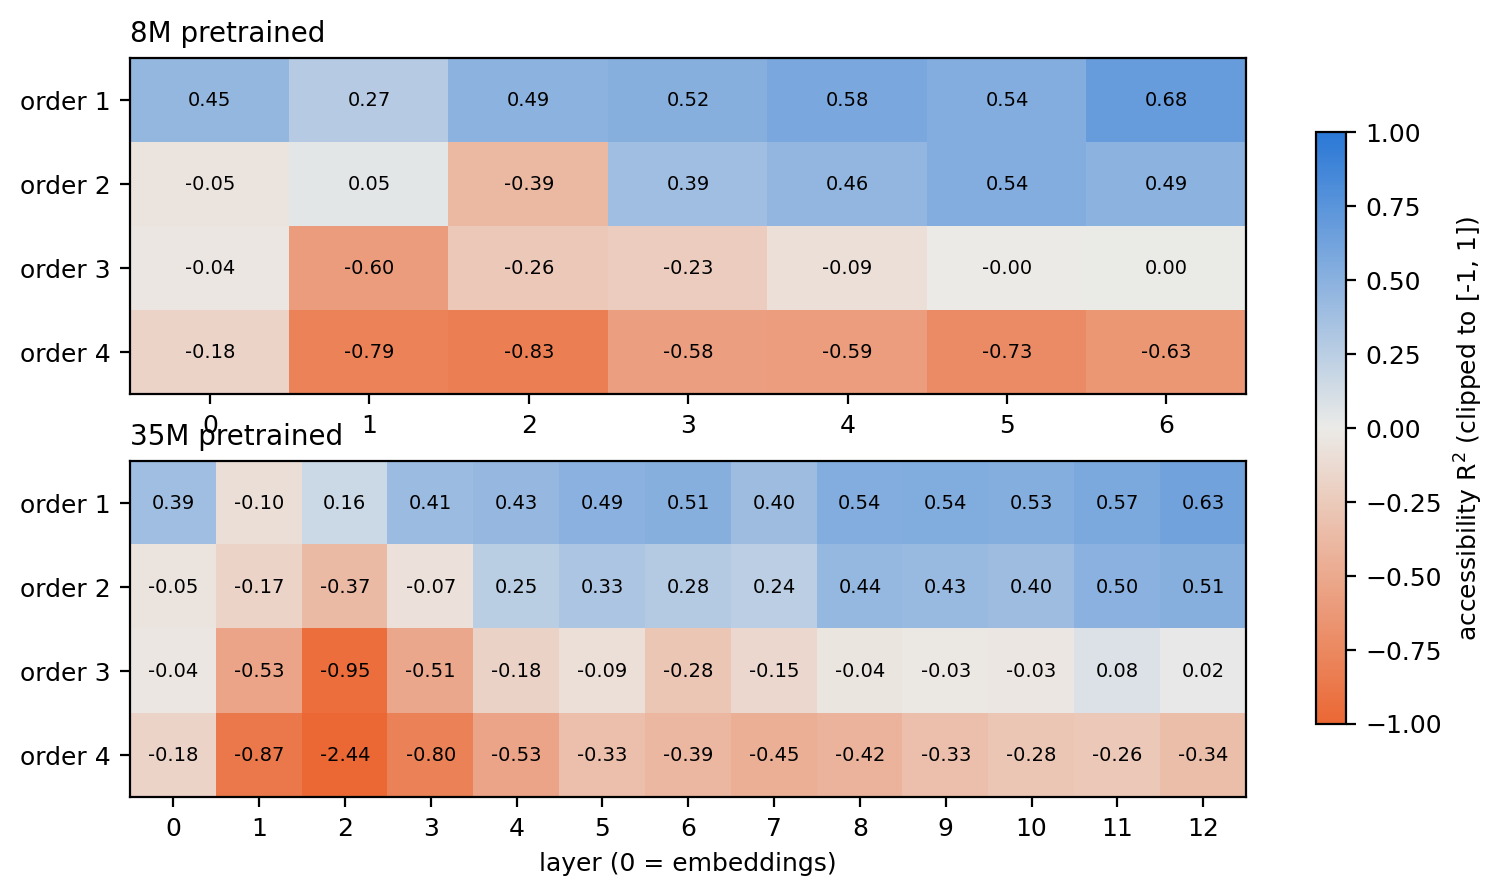 8M pretrained
order 1 0.45 0.27 0.49 0.52 0.58 0.54 0.68
order 2 -0.05 0.05 -0.39 0.39 0.46 0.54 0.49
order 3 -0.04 -0.60 -0.26 -0.23 -0.09 -0.00 0.00
order 4 -0.18 -0.79 -0.83 -0.58 -0.59 -0.73 -0.63
0 1 2 3 4 5 6
35M pretrained
order 1 0.39 -0.10 0.16 0.41 0.43 0.49 0.51 0.40 0.54 0.54 0.53 0.57 0.63
order 2 -0.05 -0.17 -0.37 -0.07 0.25 0.33 0.28 0.24 0.44 0.43 0.40 0.50 0.51
order 3 -0.04 -0.53 -0.95 -0.51 -0.18 -0.09 -0.28 -0.15 -0.04 -0.03 -0.03 0.08 0.02
order 4 -0.18 -0.87 -2.44 -0.80 -0.53 -0.33 -0.39 -0.45 -0.42 -0.33 -0.28 -0.26 -0.34
0 1 2 3 4 5 6 7 8 9 10 11 12
layer (0 = embeddings)
1.00
0.75
0.50
0.25
0.00
−0.25
−0.50
−0.75
−1.00
accessibility R² (clipped to [-1, 1])